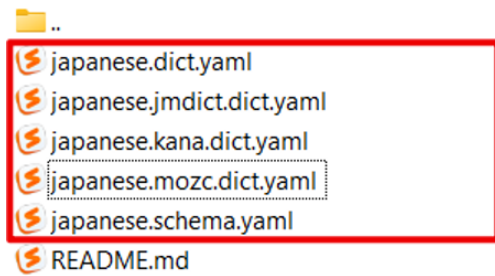 ..
japanese.dict.yaml
japanese.jmdict.dict.yaml
japanese.kana.dict.yaml
japanese.mozc.dict.yaml
japanese.schema.yaml
README.md